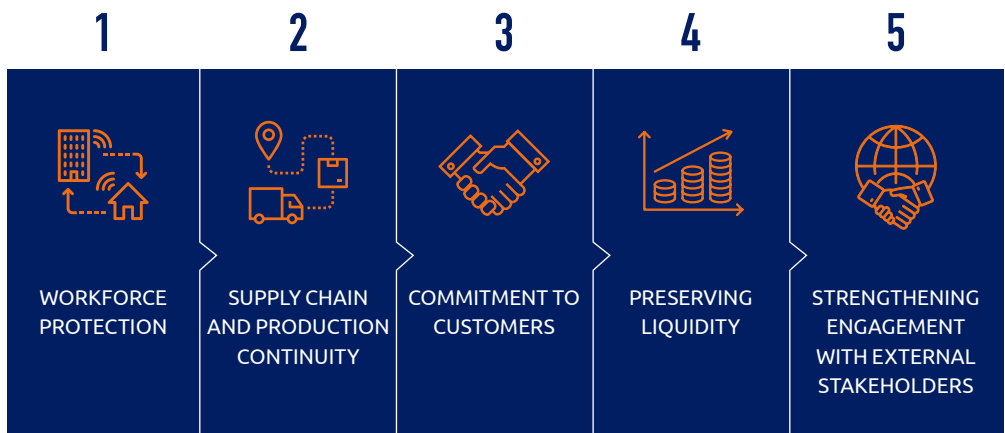 1
WORKFORCE
PROTECTION
2
SUPPLY CHAIN
AND PRODUCTION
CONTINUITY
3
COMMITMENT TO
CUSTOMERS
4
PRESERVING
LIQUIDITY
5
STRENGTHENING
ENGAGEMENT
WITH EXTERNAL
STAKEHOLDERS